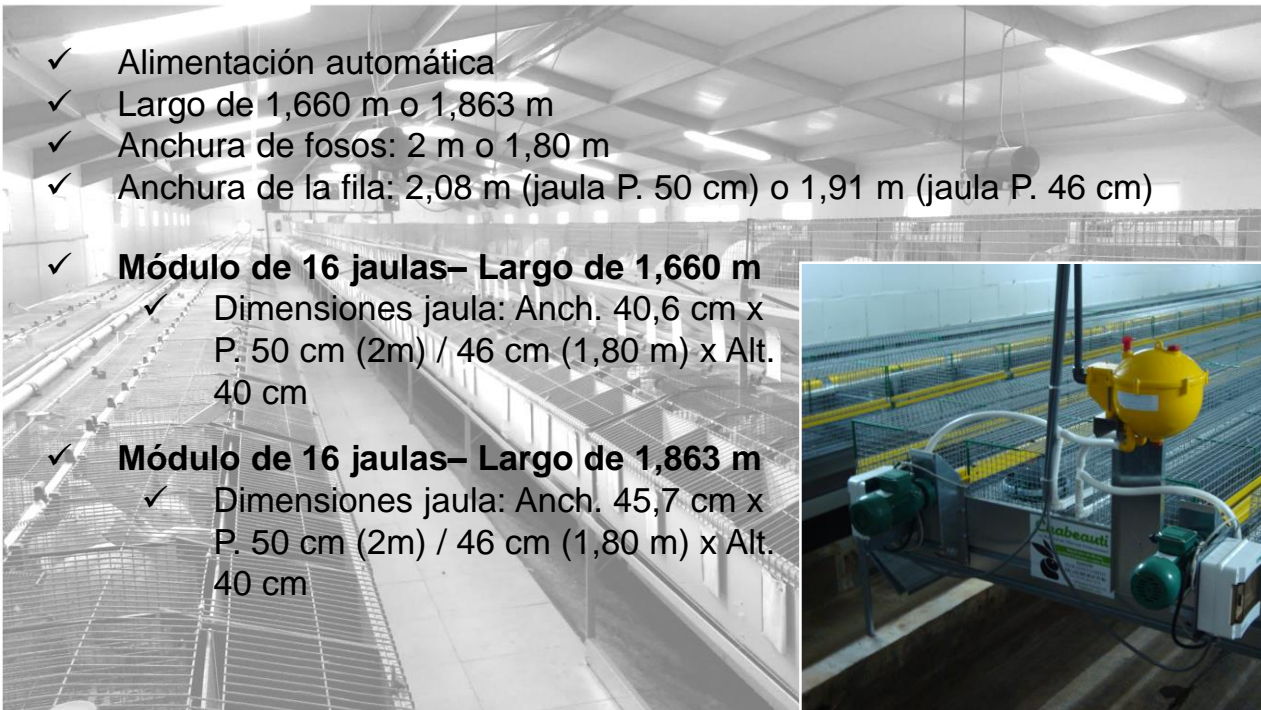 ✓ Alimentación automática
✓ Largo de 1,660 m o 1,863 m
✓ Anchura de fosos: 2 m o 1,80 m
✓ Anchura de la fila: 2,08 m (jaula P. 50 cm) o 1,91 m (jaula P. 46 cm)
✓ Módulo de 16 jaulas– Largo de 1,660 m
✓ Dimensiones jaula: Anch. 40,6 cm x
P. 50 cm (2m) / 46 cm (1,80 m) x Alt.
40 cm
✓ Módulo de 16 jaulas– Largo de 1,863 m
✓ Dimensiones jaula: Anch. 45,7 cm x
P. 50 cm (2m) / 46 cm (1,80 m) x Alt.
40 cm